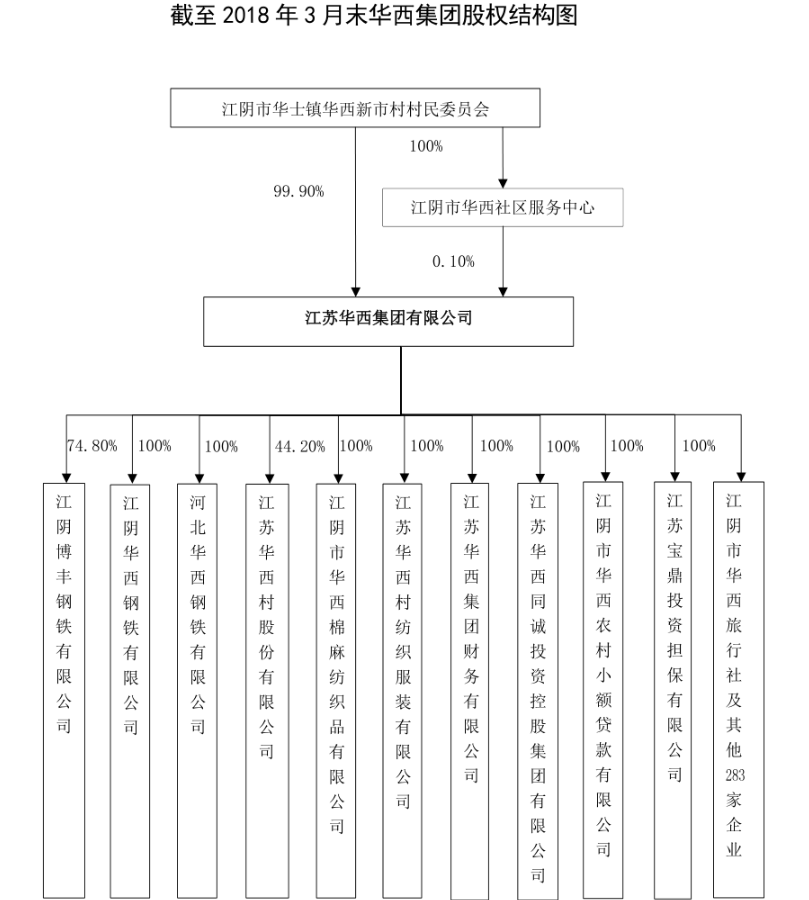 截至 2018 年 3 月末华西集团股权结构图
江阴市华士镇华西新市村村民委员会
100%
99.90%
江阴市华西社区服务中心
0.10%
江苏华西集团有限公司
74.80%
100%
100%
44.20%
100%
100%
100%
100%
100%
100%
江阴博丰钢铁有限公司
江阴华西钢铁有限公司
河北华西钢铁有限公司
江苏华西村股份有限公司
江阴市华西棉麻纺织品有限公司
江苏华西村纺织服装有限公司
江苏华西集团财务有限公司
江苏华西同诚投资控股集团有限公司
江阴市华西农村小额贷款有限公司
江苏宝鼎投资担保有限公司
江阴市华西旅行社及其他283家企业